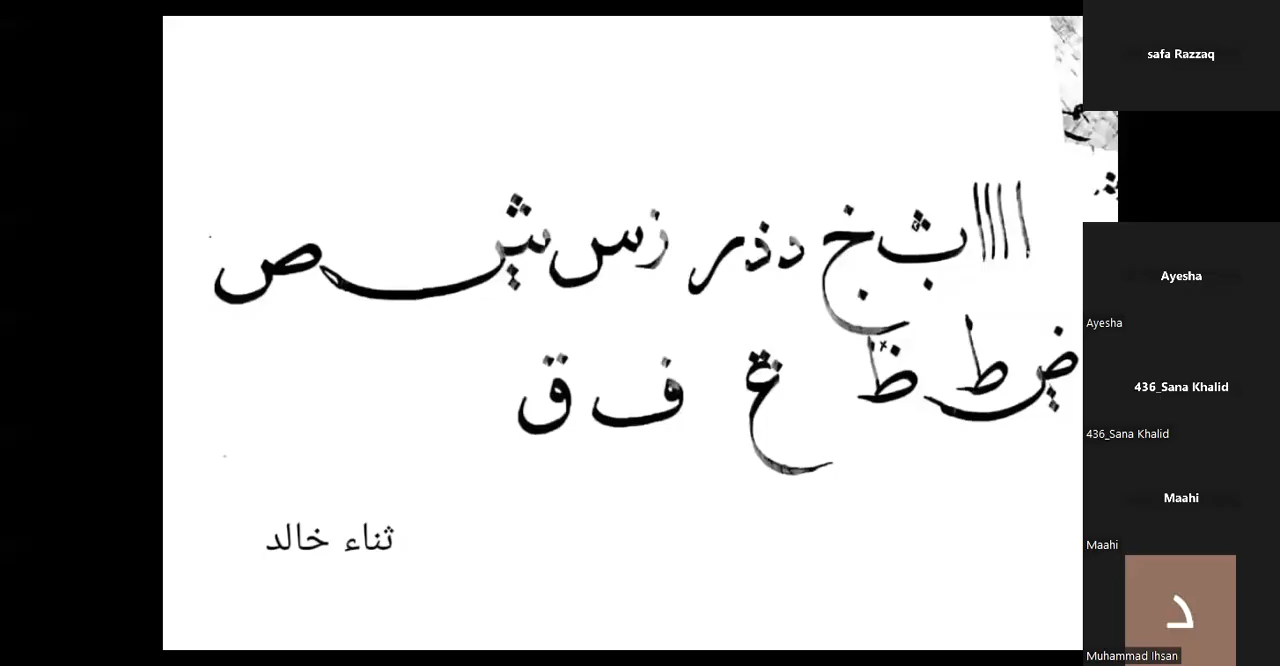 اااا ث خ د ذ ر ز س ش ص
ض ط ظ غ ف ق
ثناء خالد
safa Razzaq
Ayesha
Ayesha
436_Sana Khalid
436_Sana Khalid
Maahi
Maahi
د
Muhammad Ihsan